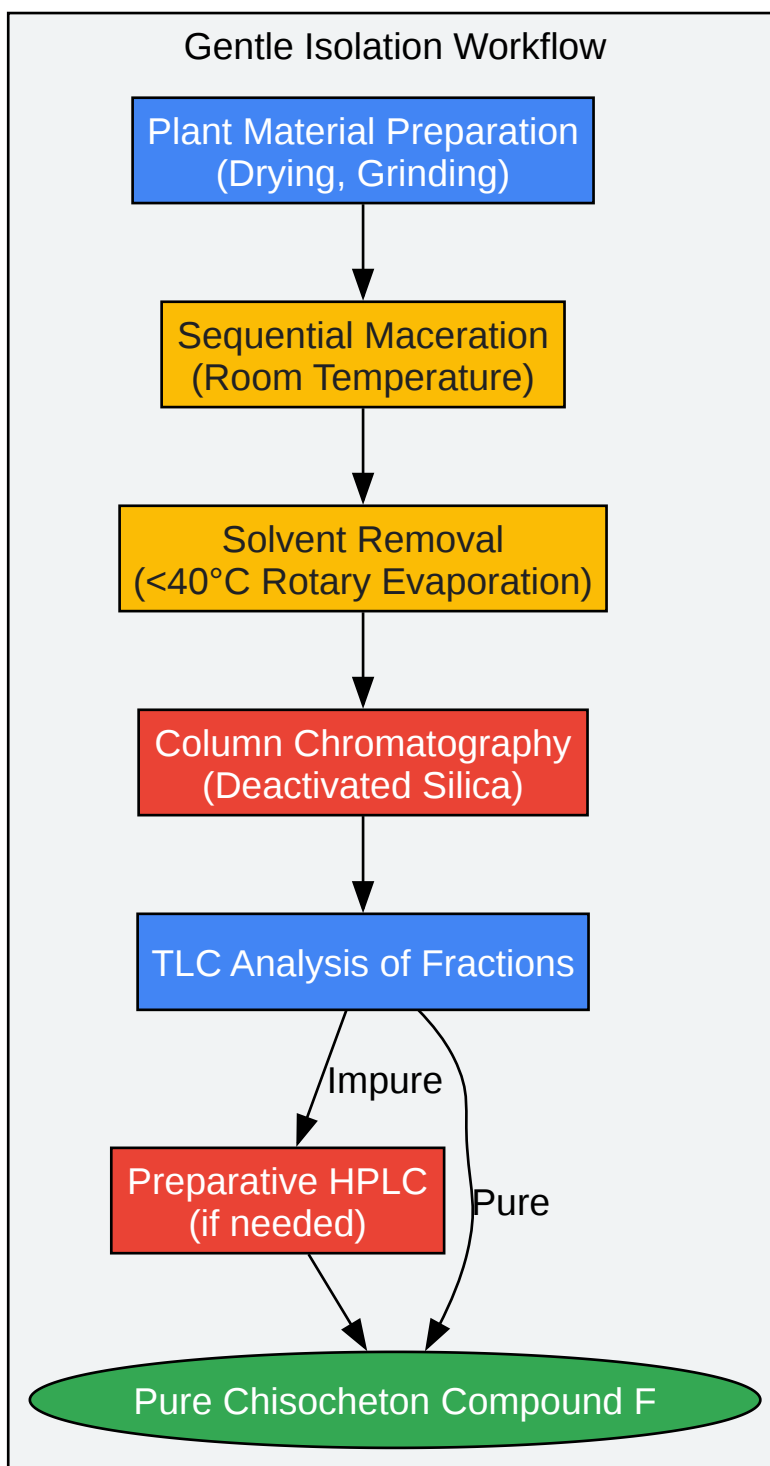 Gentle Isolation Workflow
Plant Material Preparation
(Drying, Grinding)
Sequential Maceration
(Room Temperature)
Solvent Removal
(<40°C Rotary Evaporation)
Column Chromatography
(Deactivated Silica)
TLC Analysis of Fractions
Impure
Preparative HPLC
(if needed)
Pure
Pure Chisocheton Compound F